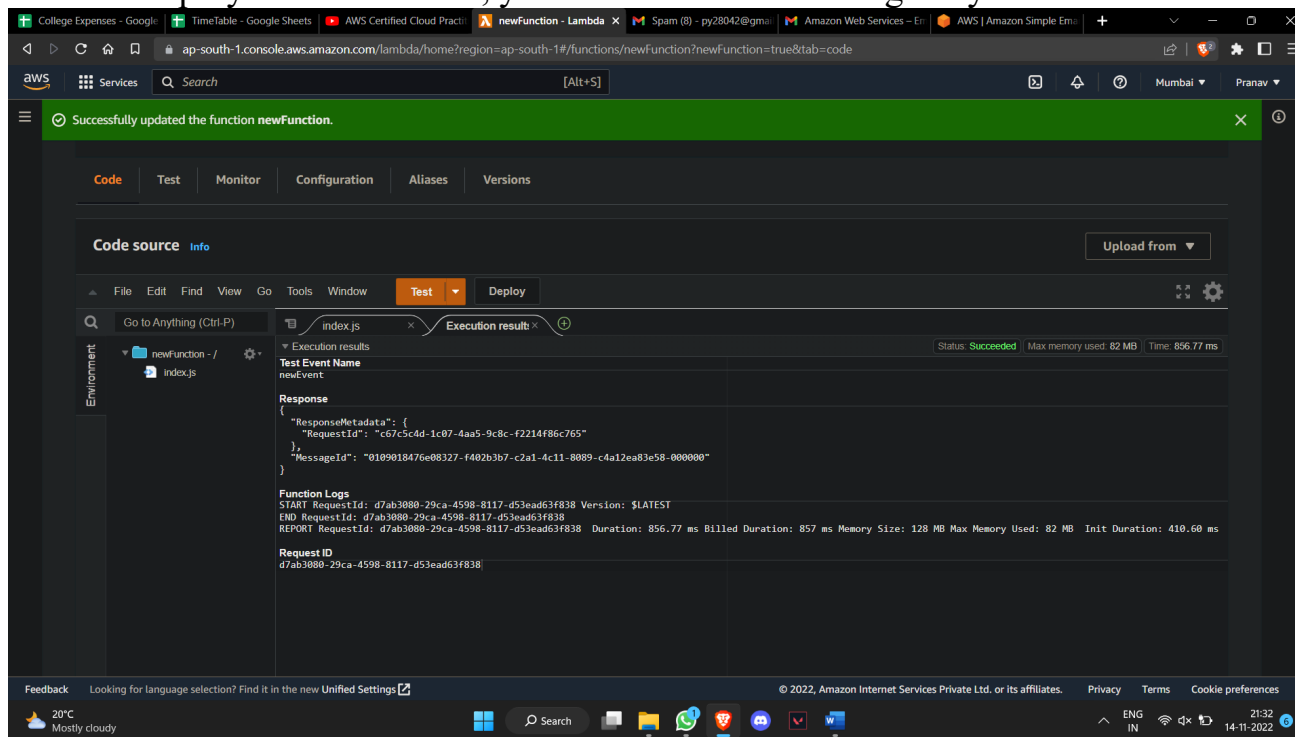 College Expenses - Google TimeTable - Google Sheets AWS Certified Cloud Practit newFunction - Lambda Spam (8) - py28042@gmai Amazon Web Services – Em AWS | Amazon Simple Ema
ap-south-1.console.aws.amazon.com/lambda/home?region=ap-south-1#/functions/newFunction?newFunction=true&tab=code
aws Services Search [Alt+S] Mumbai ▼ Pranav ▼
Successfully updated the function newFunction.
Code Test Monitor Configuration Aliases Versions
Code source Info Upload from ▼
File Edit Find View Go Tools Window Test Deploy
Go to Anything (Ctrl-P) index.js × Execution results ×
Environment
newFunction - /
index.js
Execution results Status: Succeeded Max memory used: 82 MB Time: 856.77 ms
Test Event Name
newEvent
Response
{
"ResponseMetadata": {
"RequestId": "c67c5c4d-1c07-4aa5-9c8c-f2214f86c765"
},
"MessageId": "0109018476e08327-f402b3b7-c2a1-4c11-8089-c4a12ea83e58-000000"
}
Function Logs
START RequestId: d7ab3080-29ca-4598-8117-d53ead63f838 Version: $LATEST
END RequestId: d7ab3080-29ca-4598-8117-d53ead63f838
REPORT RequestId: d7ab3080-29ca-4598-8117-d53ead63f838 Duration: 856.77 ms Billed Duration: 857 ms Memory Size: 128 MB Max Memory Used: 82 MB Init Duration: 410.60 ms
Request ID
d7ab3080-29ca-4598-8117-d53ead63f838
Feedback Looking for language selection? Find it in the new Unified Settings © 2022, Amazon Internet Services Private Ltd. or its affiliates. Privacy Terms Cookie preferences
20°C
Mostly cloudy
Search
ENG
IN
21:32
14-11-2022
6